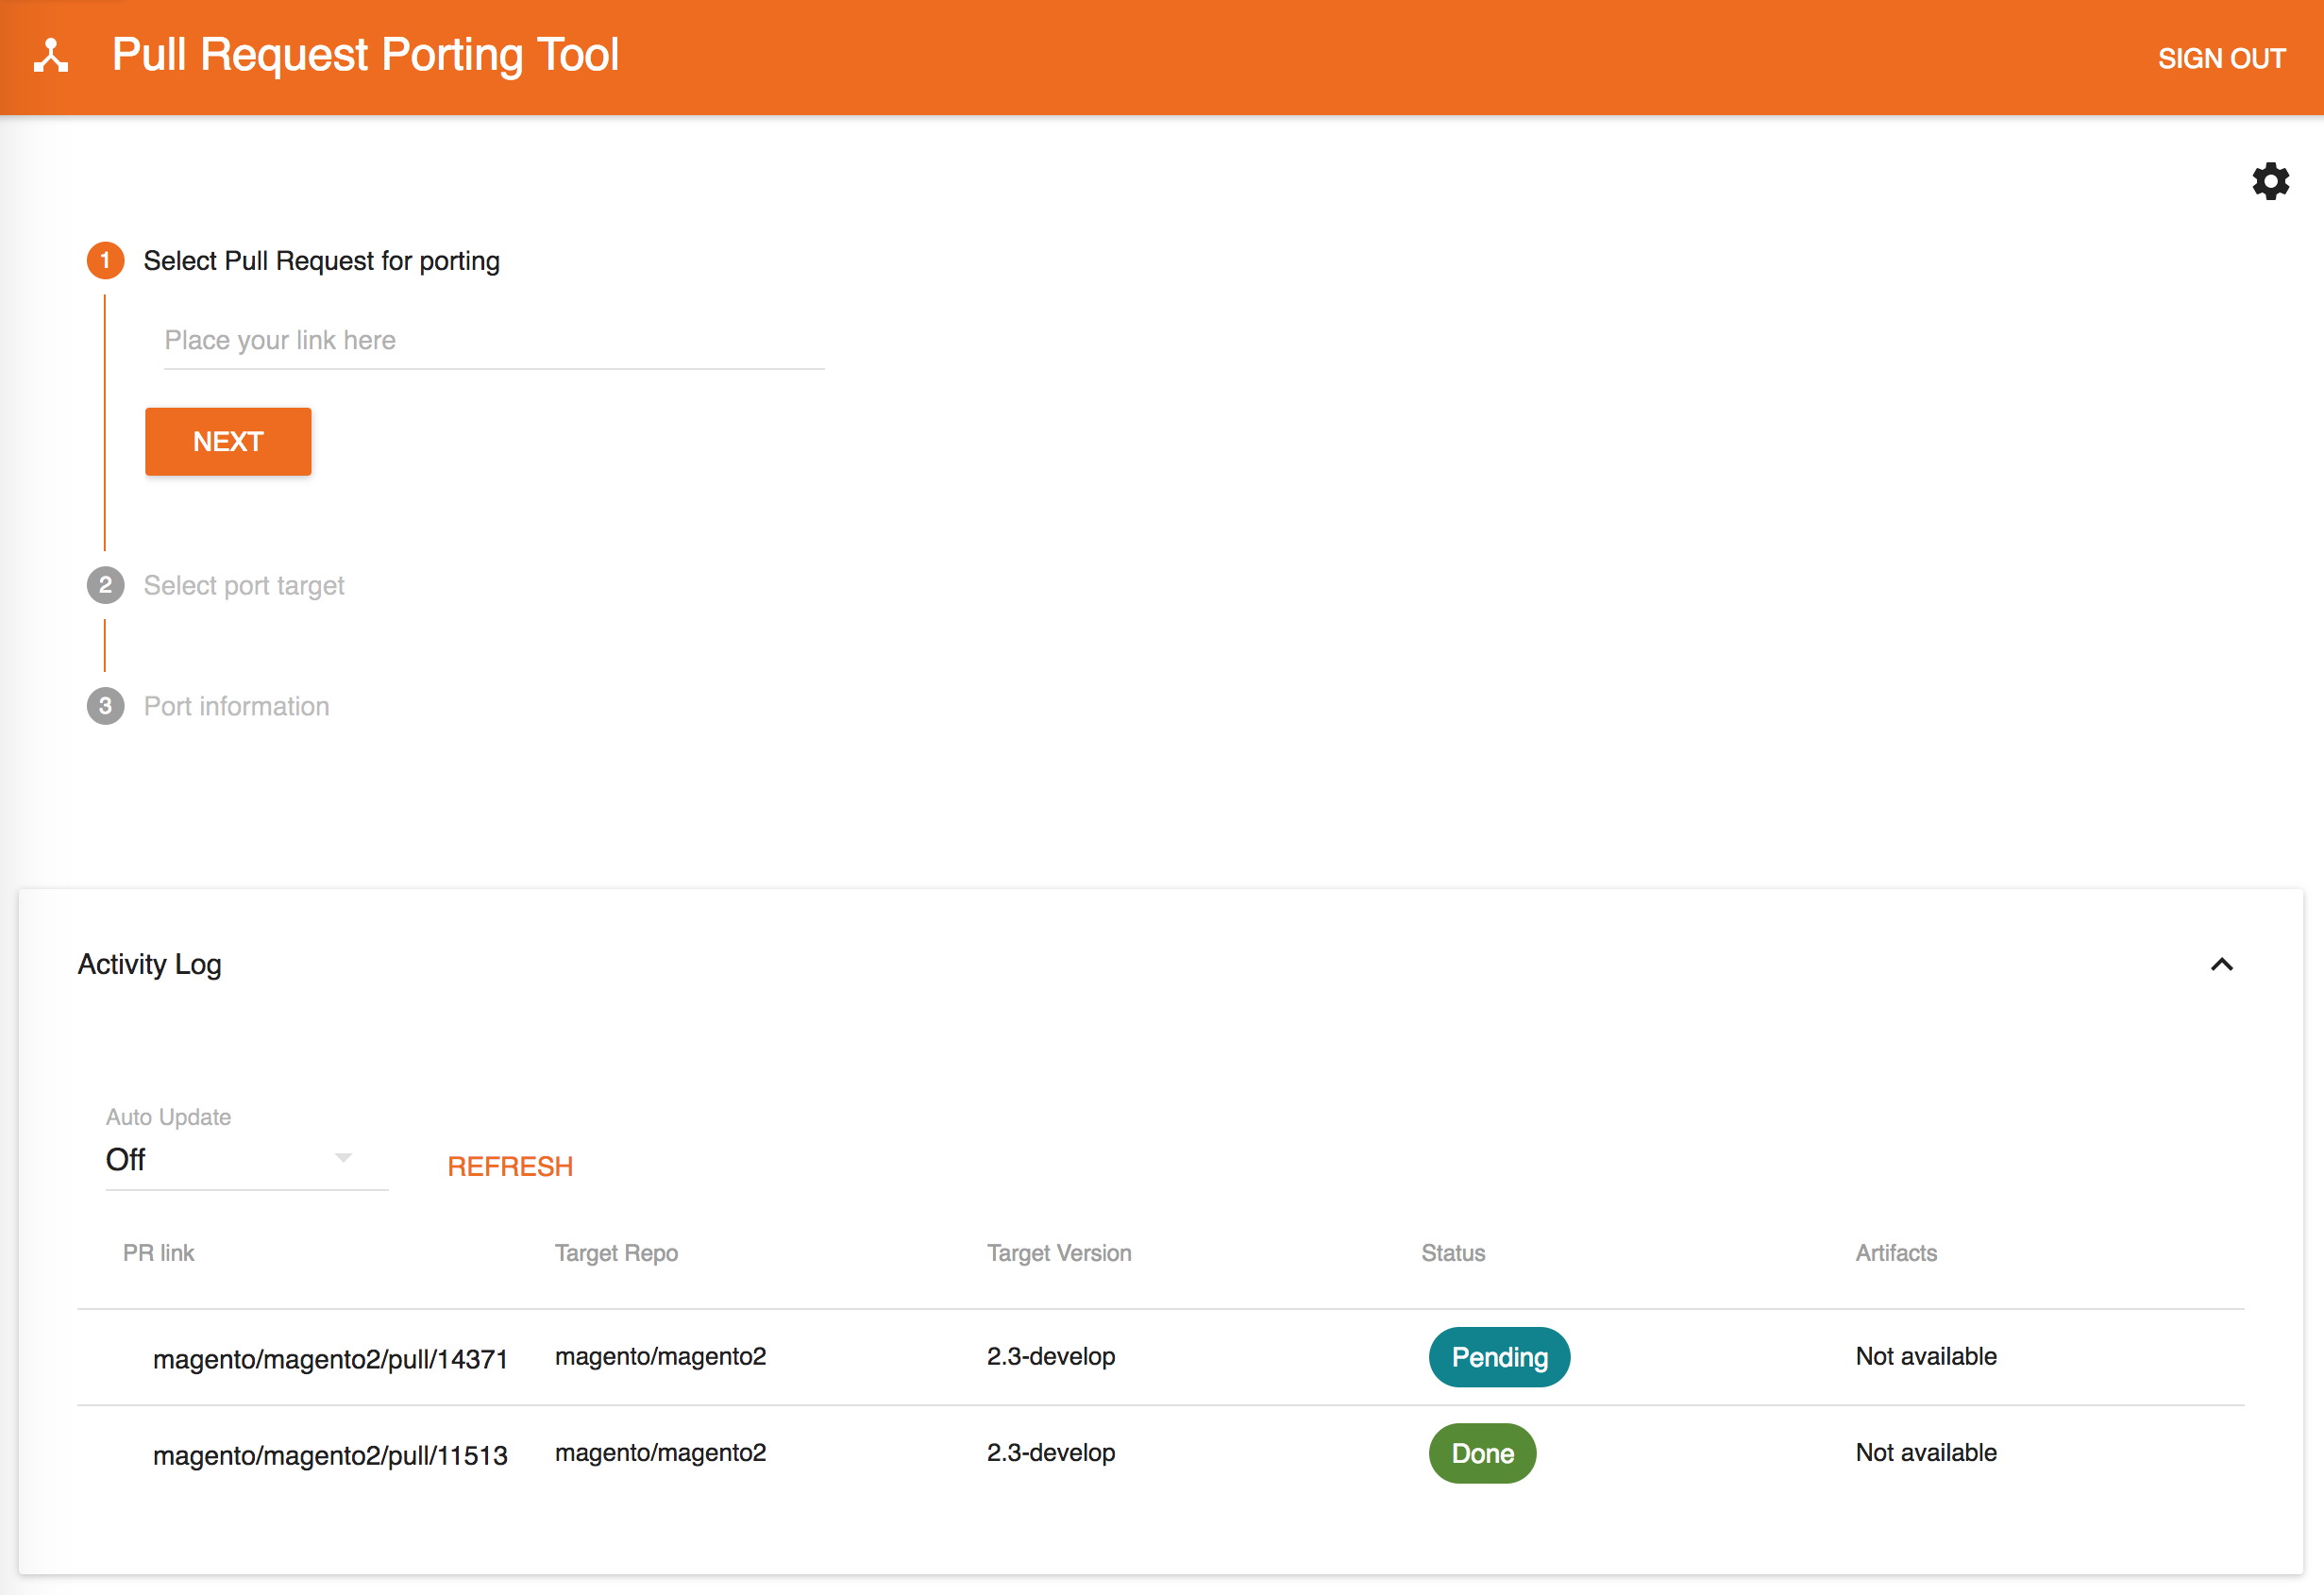 Pull Request Porting Tool
SIGN OUT
1 Select Pull Request for porting
Place your link here
NEXT
2 Select port target
3 Port information
Activity Log
Auto Update
Off
REFRESH
PR link Target Repo Target Version Status Artifacts
magento/magento2/pull/14371 magento/magento2 2.3-develop Pending Not available
magento/magento2/pull/11513 magento/magento2 2.3-develop Done Not available